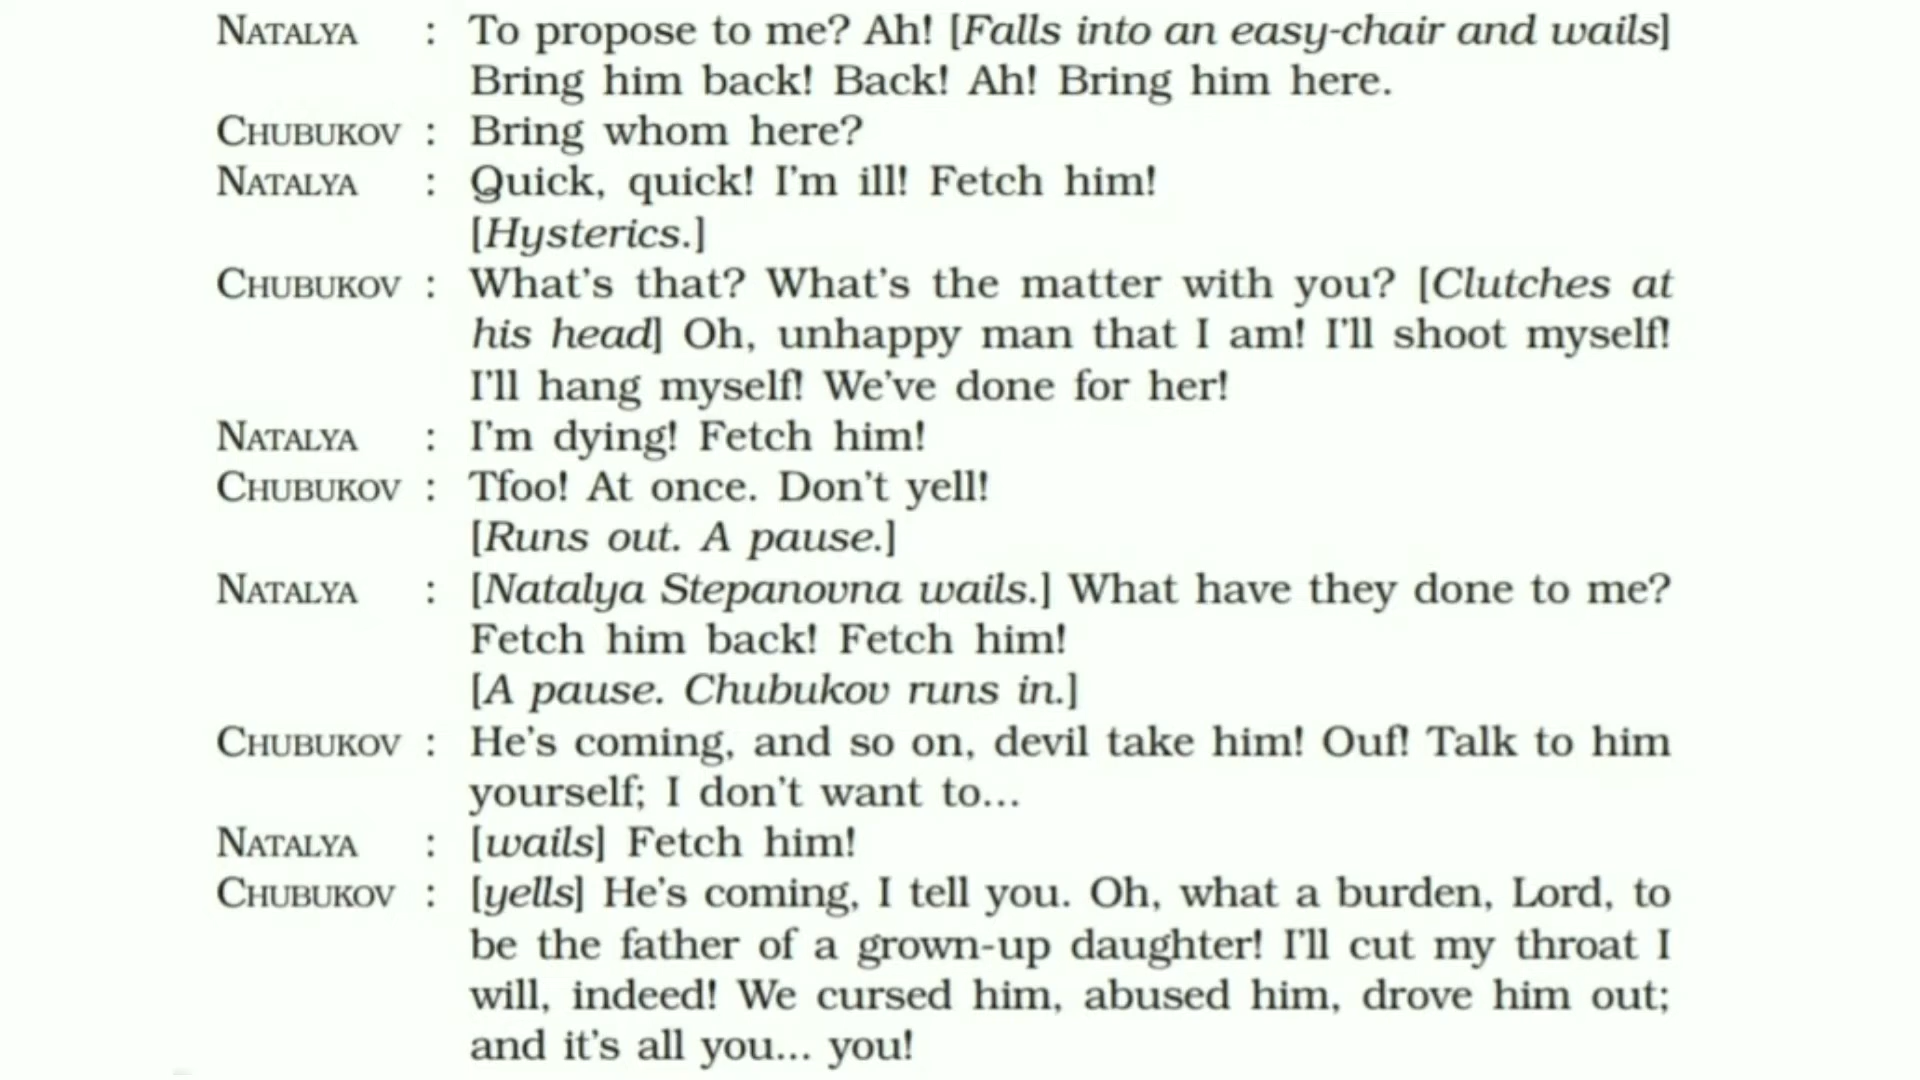 NATALYA : To propose to me? Ah! [Falls into an easy-chair and wails]
Bring him back! Back! Ah! Bring him here.
CHUBUKOV : Bring whom here?
NATALYA : Quick, quick! I'm ill! Fetch him!
[Hysterics.]
CHUBUKOV : What's that? What's the matter with you? [Clutches at
his head] Oh, unhappy man that I am! I'll shoot myself!
I'll hang myself! We've done for her!
NATALYA : I'm dying! Fetch him!
CHUBUKOV : Tfoo! At once. Don't yell!
[Runs out. A pause.]
NATALYA : [Natalya Stepanovna wails.] What have they done to me?
Fetch him back! Fetch him!
[A pause. Chubukov runs in.]
CHUBUKOV : He's coming, and so on, devil take him! Ouf! Talk to him
yourself; I don't want to...
NATALYA : [wails] Fetch him!
CHUBUKOV : [yells] He's coming, I tell you. Oh, what a burden, Lord, to
be the father of a grown-up daughter! I'll cut my throat I
will, indeed! We cursed him, abused him, drove him out;
and it's all you... you!